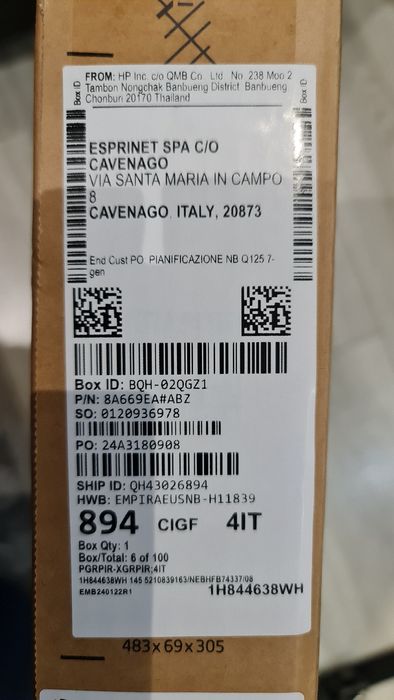 Box ID
Box ID
FROM: HP Inc. c/o QMB Co. Ltd. No. 238 Moo 2
Tambon Nongchak Banbueng District Banbueng
Chonburi 20170 Thailand
ESPRINET SPA C/O
CAVENAGO
VIA SANTA MARIA IN CAMPO
8
CAVENAGO, ITALY, 20873
End Cust PO PIANIFICAZIONE NB Q125 7-
gen
Box ID: BQH-02QGZ1
P/N: 8A669EA#ABZ
SO: 0120936978
PO: 24A3180908
SHIP ID: QH43026894
HWB: EMPIRAEUSNB-H11839
894 CIGF 4IT
Box Qty: 1
Box/Total: 6 of 100
PGRPIR-XGRPIR;4IT
1H844638WH 145 5210839163/NEBHFB74337/08
EMB240122R1 1H844638WH
483x69x305